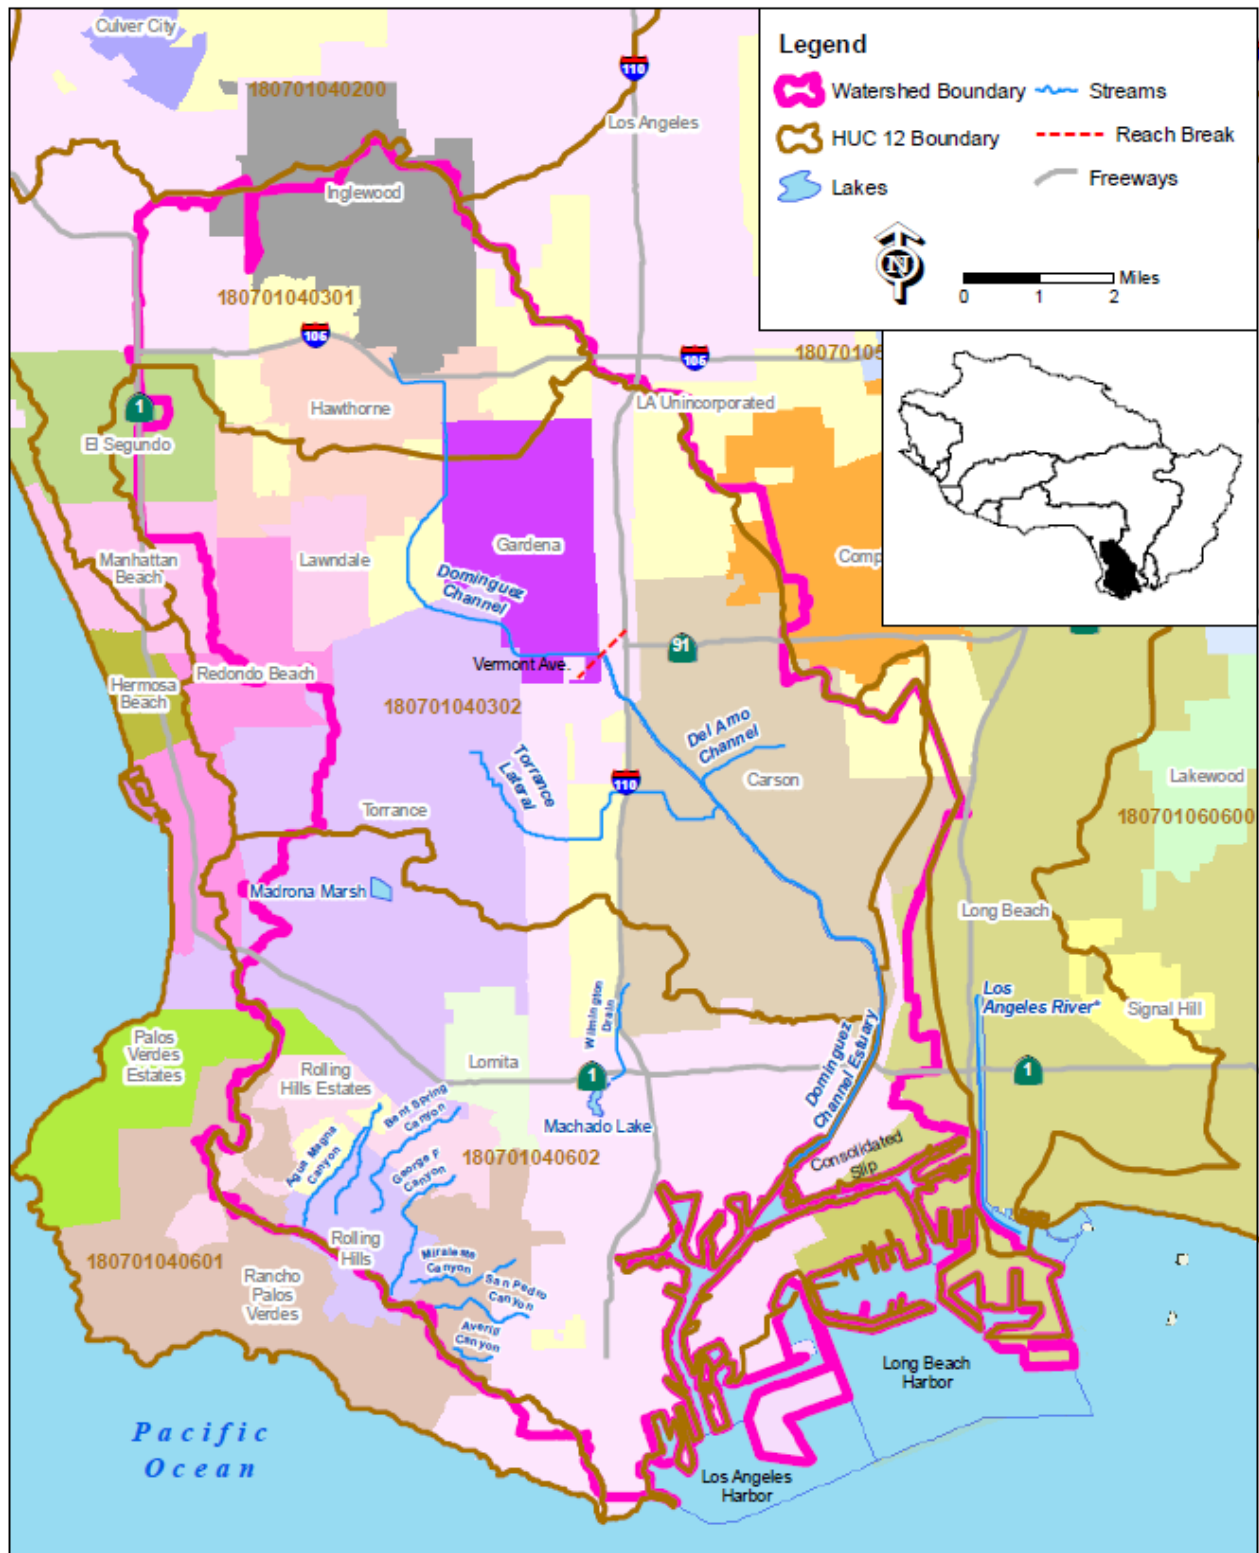 Culver City
180701040200
110
Los Angeles
Legend
Watershed Boundary
Streams
HUC 12 Boundary
Reach Break
Lakes
Freeways
N
Miles
0 1 2
Inglewood
180701040301
105
105
1807010
Hawthorne
LA Unincorporated
1
El Segundo
Gardena
Comp
Manhattan
Beach
Lawndale
Dominguez
Channel
91
Vermont Ave.
Redondo Beach
Hermosa
Beach
180701040302
Del Amo
Channel
Torrance
Lateral
110
Carson
Lakewood
Torrance
180701060600
Madrona Marsh
Long Beach
Los
Angeles River*
Signal Hill
Wilmington
Drain
Palos
Verdes
Estates
Rolling
Hills Estates
Lomita
1
1
Dominguez
Channel Estuary
Bent Spring
Canyon
Machado Lake
Agua Magna
Canyon
George F
Canyon
180701040602
Consolidated
Slip
Rolling
Hills
180701040601
Rancho
Palos
Verdes
Miraleste
Canyon
San Pedro
Canyon
Averill
Canyon
Long Beach
Harbor
Pacific
Ocean
Los Angeles
Harbor